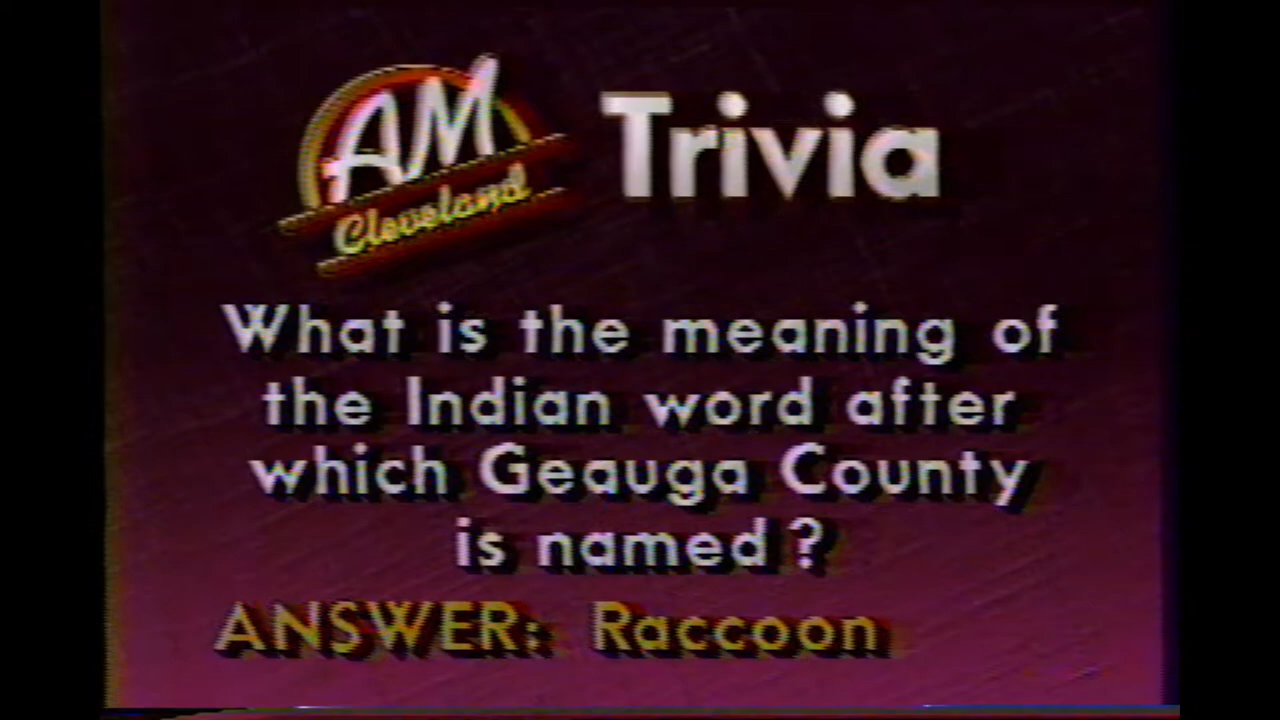 AM Trivia
Cleveland
What is the meaning of
the Indian word after
which Geauga County
is named?
ANSWER: Raccoon